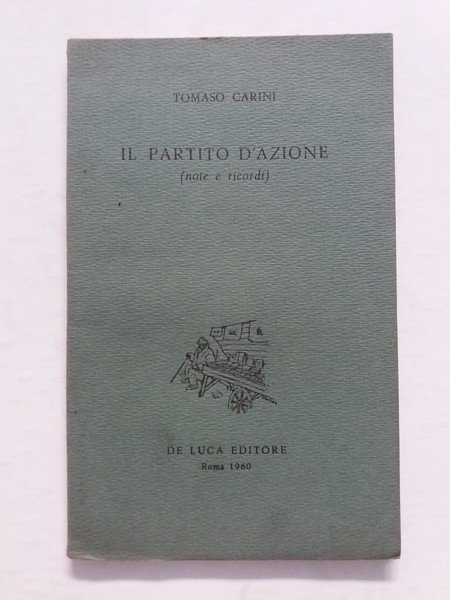 TOMASO CARINI
IL PARTITO D'AZIONE
(note e ricordi)
DE LUCA EDITORE
Roma 1960